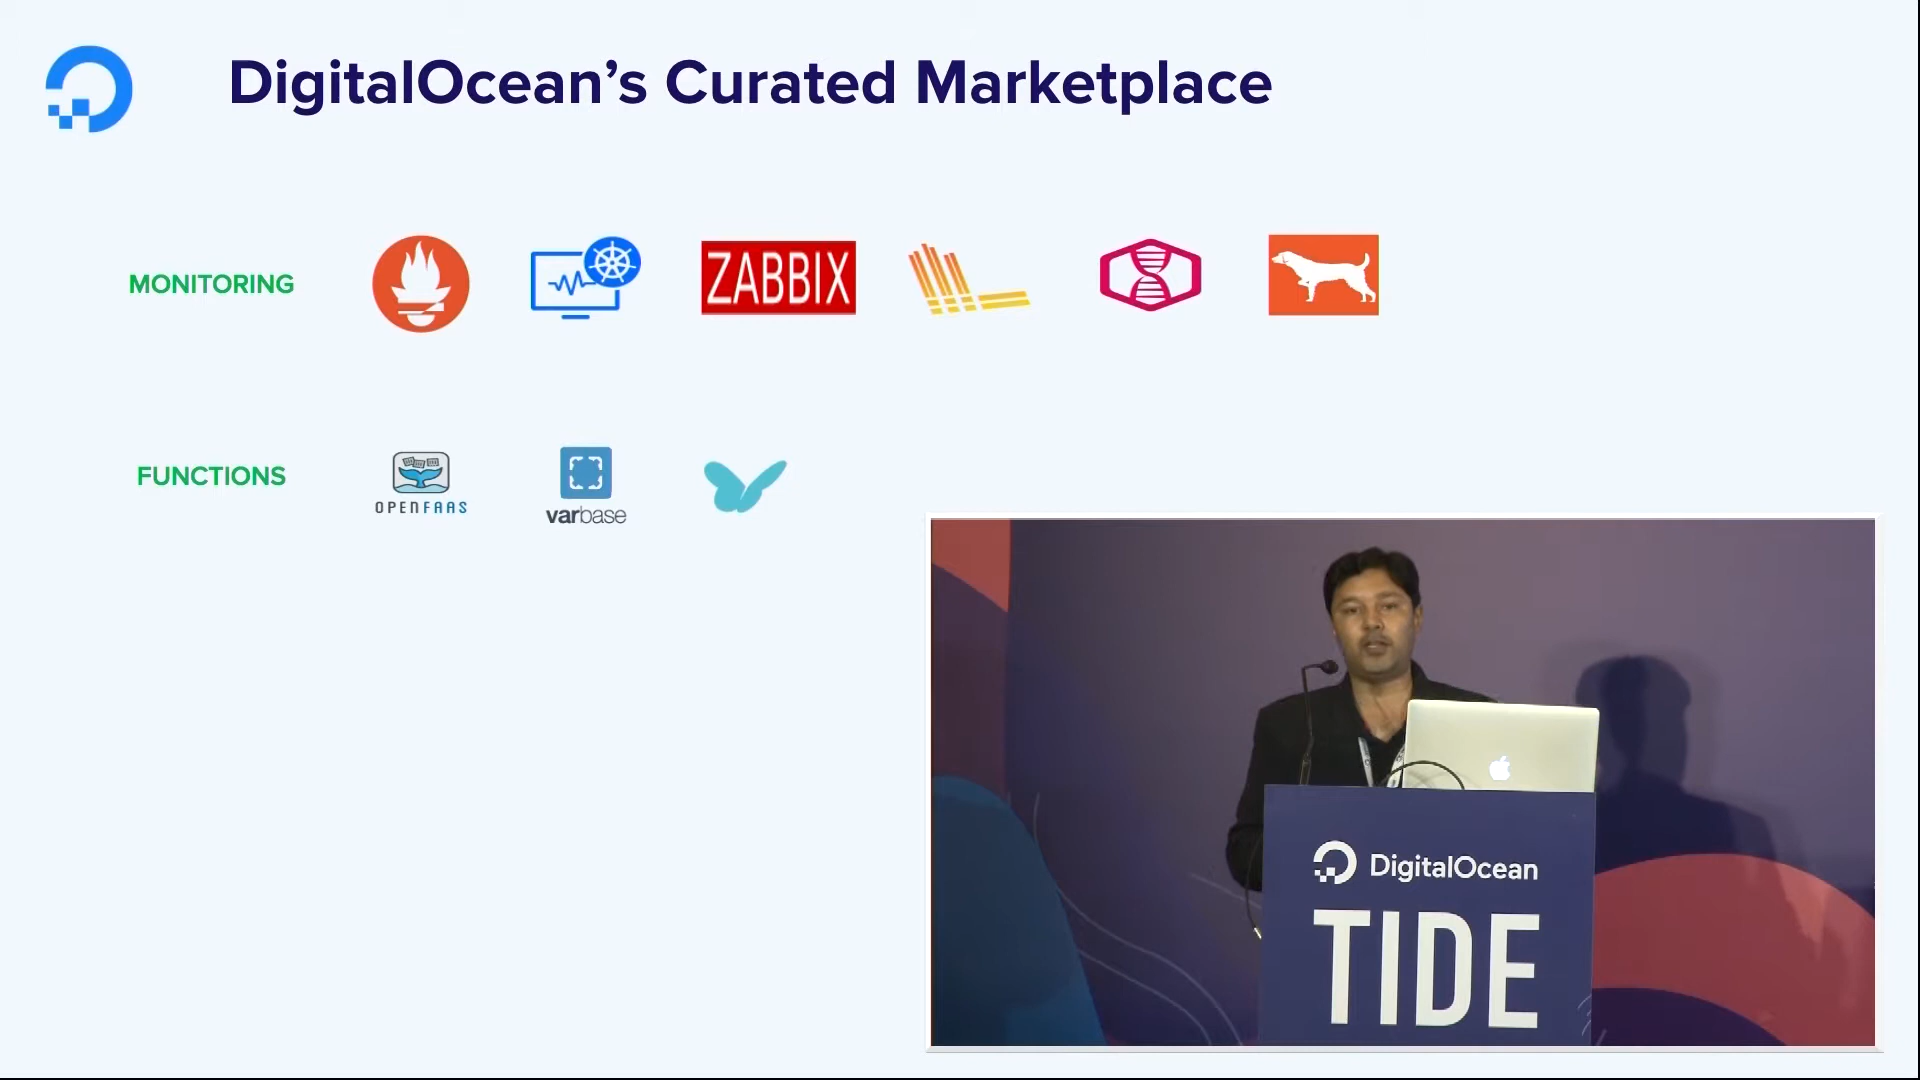 DigitalOcean’s Curated Marketplace
MONITORING
ZABBIX
FUNCTIONS
OPENFAAS
varbase
DigitalOcean
TIDE